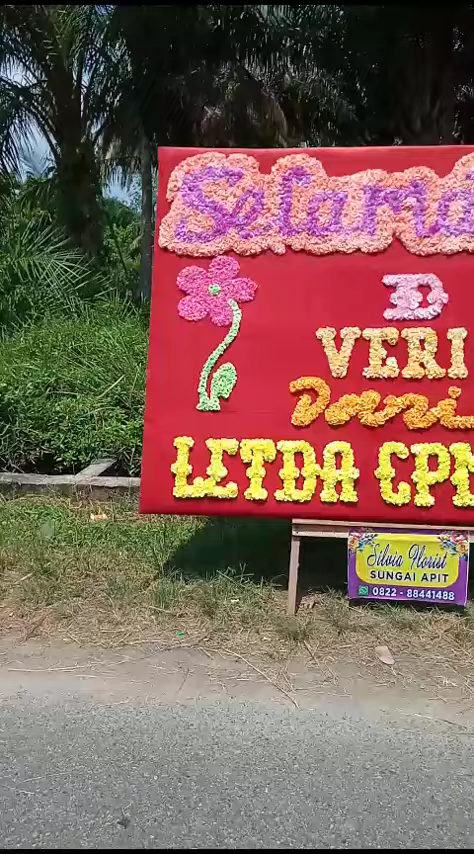 Selama
D
VERI
Dari
LETDA CPM
Silvia Florist
SUNGAI APIT
0822 - 88441488